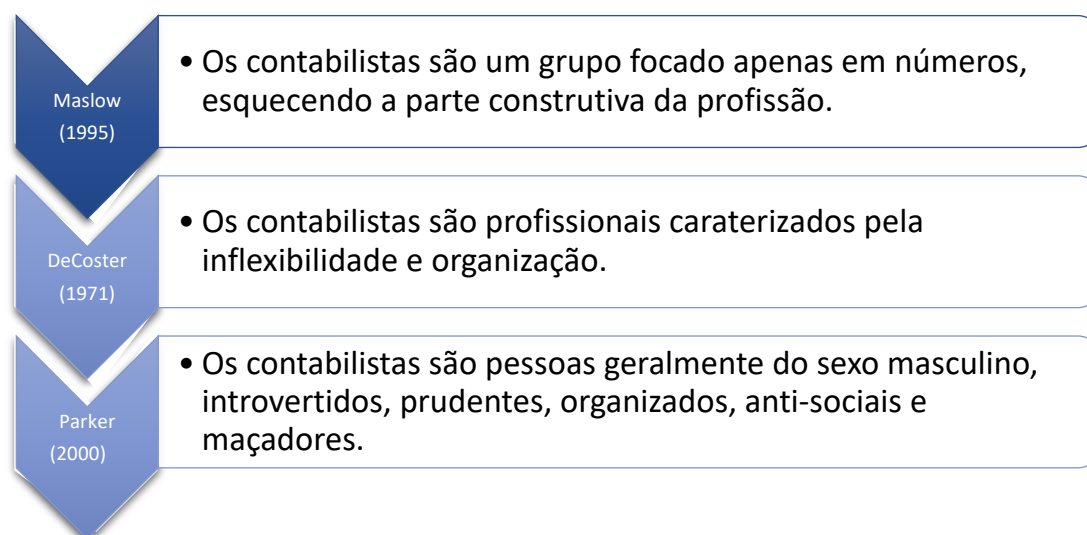 Maslow
(1995)
• Os contabilistas são um grupo focado apenas em números,
esquecendo a parte construtiva da profissão.
DeCoster
(1971)
• Os contabilistas são profissionais caraterizados pela
inflexibilidade e organização.
Parker
(2000)
• Os contabilistas são pessoas geralmente do sexo masculino,
introvertidos, prudentes, organizados, anti-sociais e
maçadores.